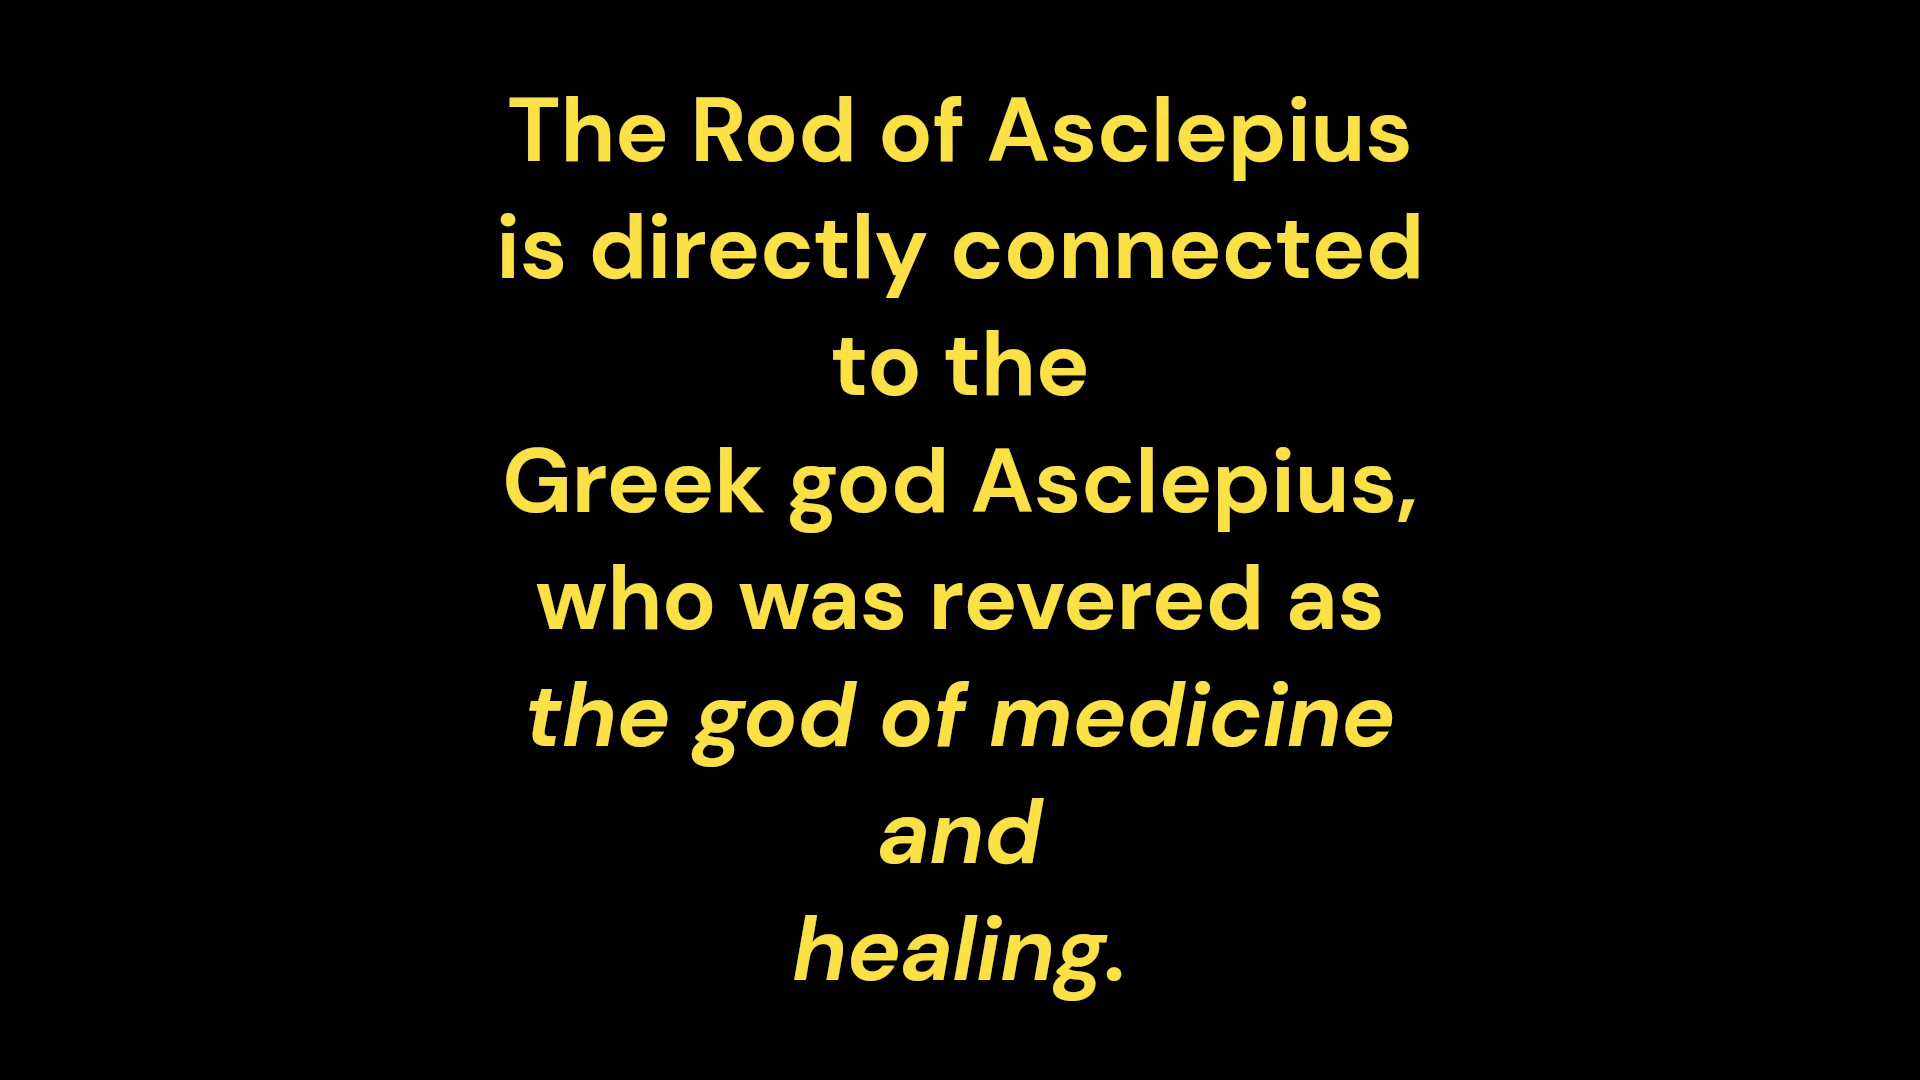 The Rod of Asclepius
is directly connected
to the
Greek god Asclepius,
who was revered as
the god of medicine
and
healing.